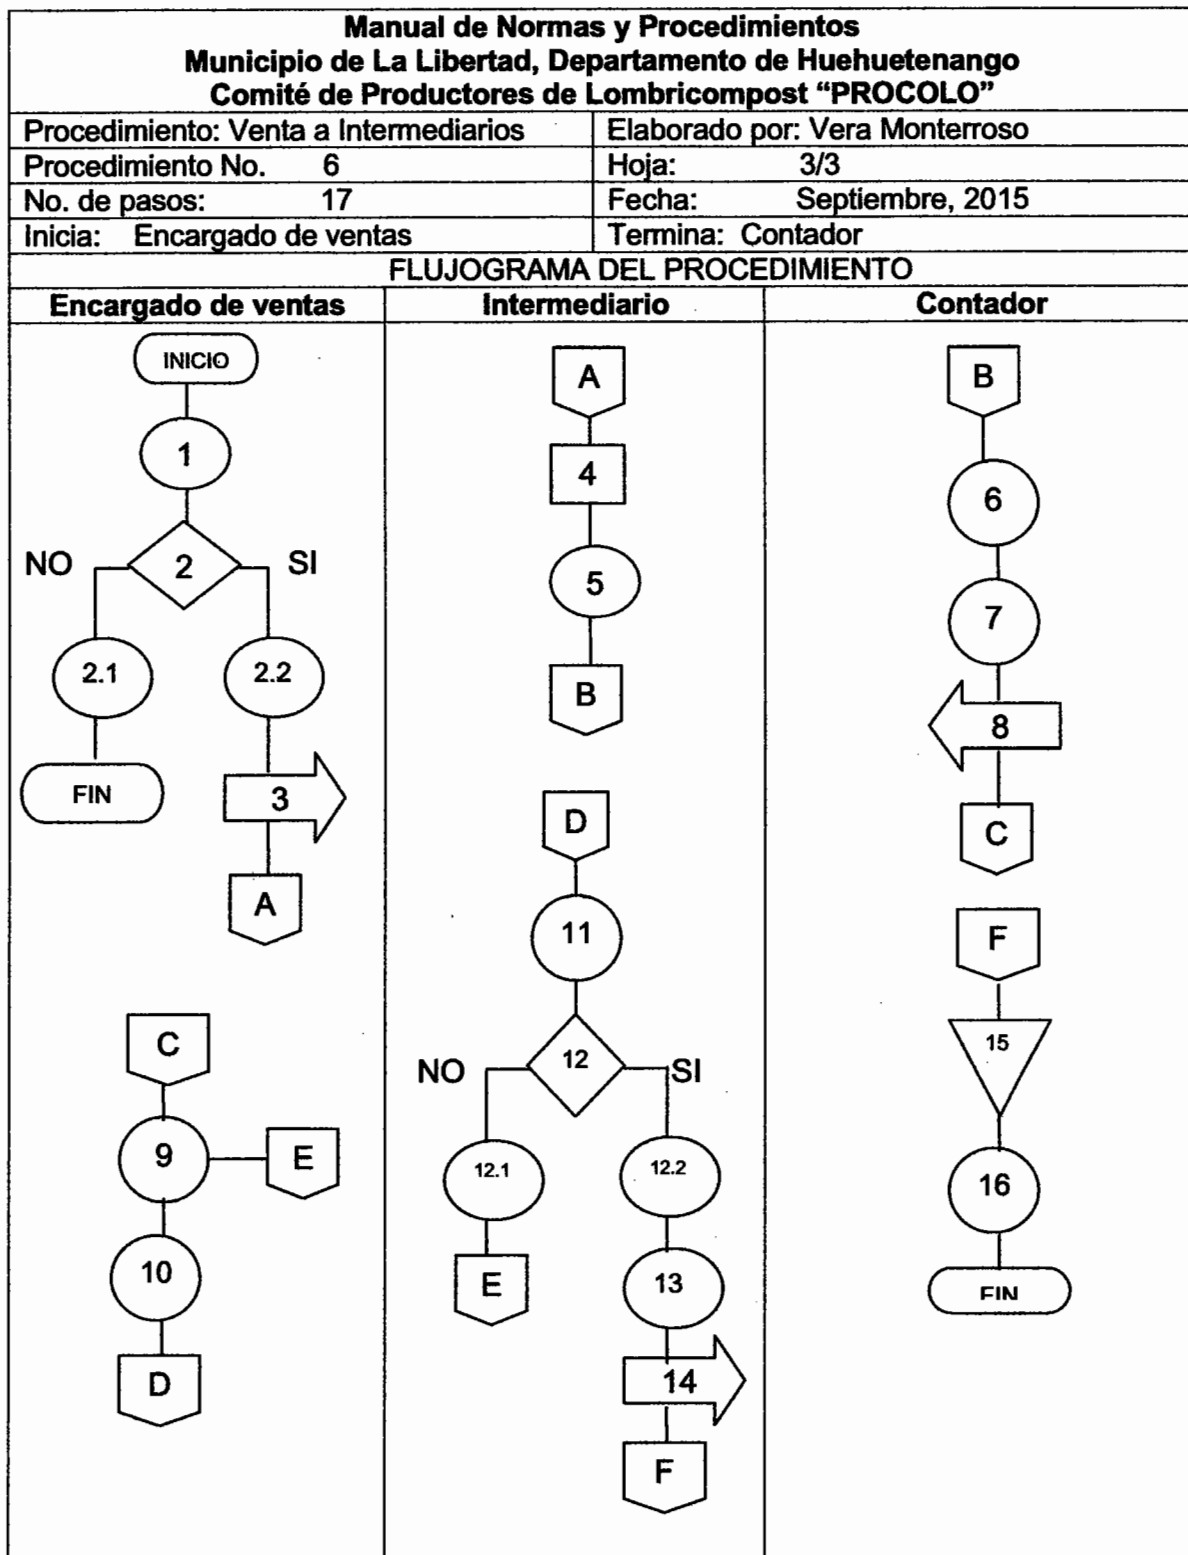 Manual de Normas y Procedimientos
Municipio de La Libertad, Departamento de Huehuetenango
Comité de Productores de Lombricompost “PROCOLO”
Procedimiento: Venta a Intermediarios
Elaborado por: Vera Monterroso
Procedimiento No. 6
Hoja: 3/3
No. de pasos: 17
Fecha: Septiembre, 2015
Inicia: Encargado de ventas
Termina: Contador
FLUJOGRAMA DEL PROCEDIMIENTO
Encargado de ventas
Intermediario
Contador
INICIO
1
NO
2
SI
2.1
2.2
FIN
3
A
C
9
E
10
D
A
4
5
B
D
11
NO
12
SI
12.1
12.2
E
13
14
F
B
6
7
8
C
F
15
16
FIN